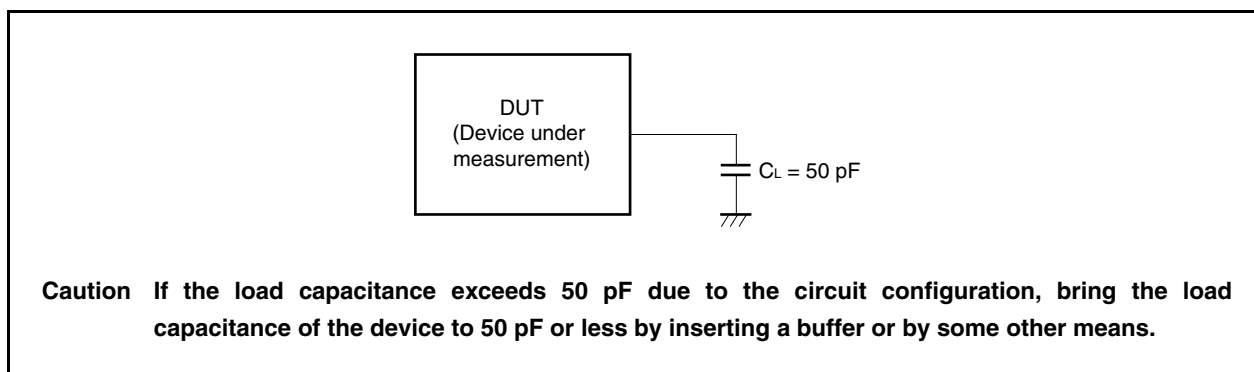 DUT
(Device under
measurement)
CL = 50 pF
Caution If the load capacitance exceeds 50 pF due to the circuit configuration, bring the load
capacitance of the device to 50 pF or less by inserting a buffer or by some other means.